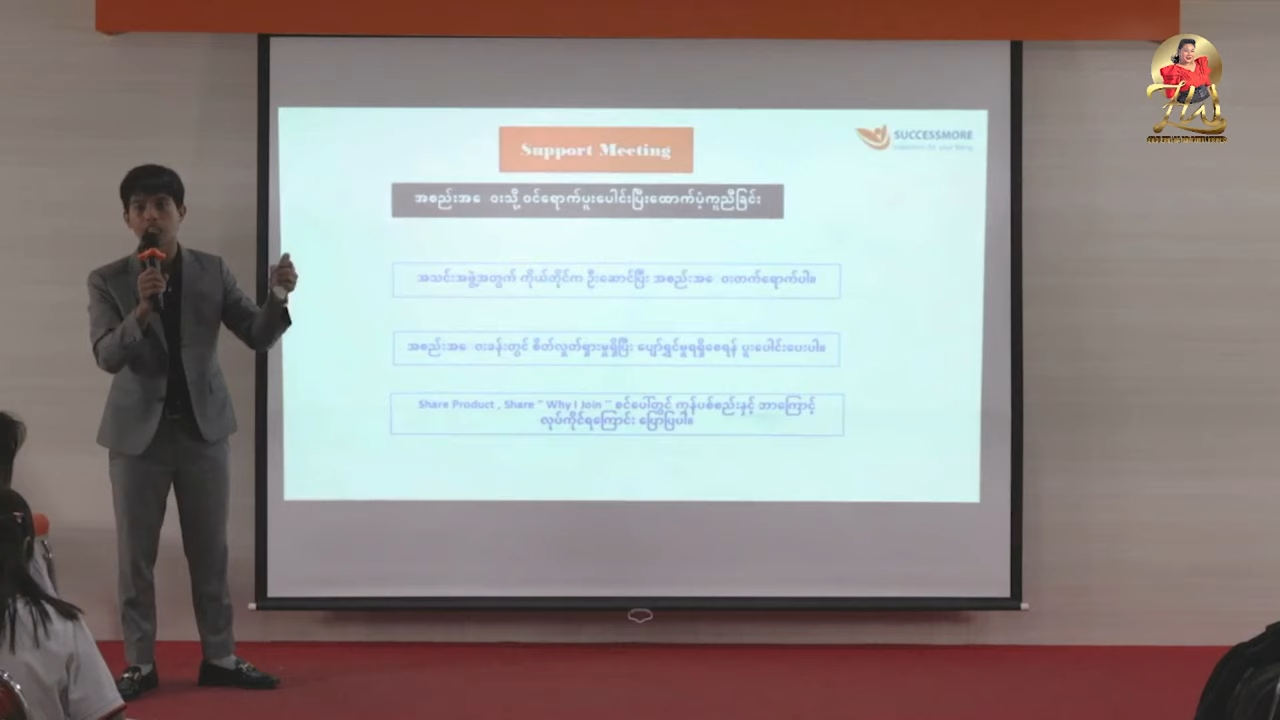 Support Meeting
SUCCESSMORE
အစည်းအ ေ ဝးသို့ ဝင်ရောက်ပူးပေါင်းပြီးထောက်ပံ့ကူညီခြင်း
အသင်းအဖွဲ့အတွက် ကိုယ်တိုင်က ဦးဆောင်ပြီး အစည်းအ ေ ဝးတက်ရောက်ပါ။
အစည်းအ ေ ဝးခန်းတွင် စိတ်လှုတ်ရှားမှုရှိပြီး ပျော်ရွှင်မှုရရှိစေရန် ပူးပေါင်းပေးပါ။
Share Product , Share " Why I Join " စင်ပေါ်တွင် ကုန်ပစ်စည်းနှင့် ဘာကြောင့်
လုပ်ကိုင်ရကြောင်း ပြောပြပါ။